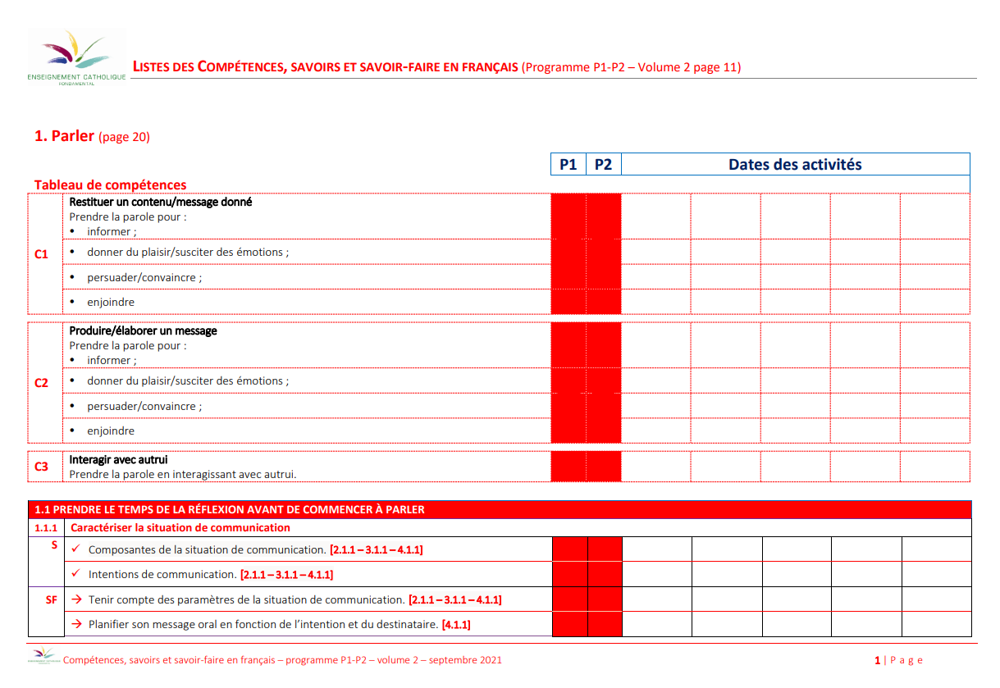 ENSEIGNEMENT CATHOLIQUE
FONDAMENTAL
LISTES DES COMPÉTENCES, SAVOIRS ET SAVOIR-FAIRE EN FRANÇAIS (Programme P1-P2 – Volume 2 page 11)
1. Parler (page 20)
P1 P2 Dates des activités
Tableau de compétences
C1
Restituer un contenu/message donné
Prendre la parole pour :
• informer ;
• donner du plaisir/susciter des émotions ;
• persuader/convaincre ;
• enjoindre
C2
Produire/élaborer un message
Prendre la parole pour :
• informer ;
• donner du plaisir/susciter des émotions ;
• persuader/convaincre ;
• enjoindre
C3
Interagir avec autrui
Prendre la parole en interagissant avec autrui.
1.1 PRENDRE LE TEMPS DE LA RÉFLEXION AVANT DE COMMENCER À PARLER
1.1.1 Caractériser la situation de communication
S ✓ Composantes de la situation de communication. [2.1.1 – 3.1.1 – 4.1.1]
✓ Intentions de communication. [2.1.1 – 3.1.1 – 4.1.1]
SF → Tenir compte des paramètres de la situation de communication. [2.1.1 – 3.1.1 – 4.1.1]
→ Planifier son message oral en fonction de l'intention et du destinataire. [4.1.1]
Compétences, savoirs et savoir-faire en français – programme P1-P2 – volume 2 – septembre 2021 1 | Page